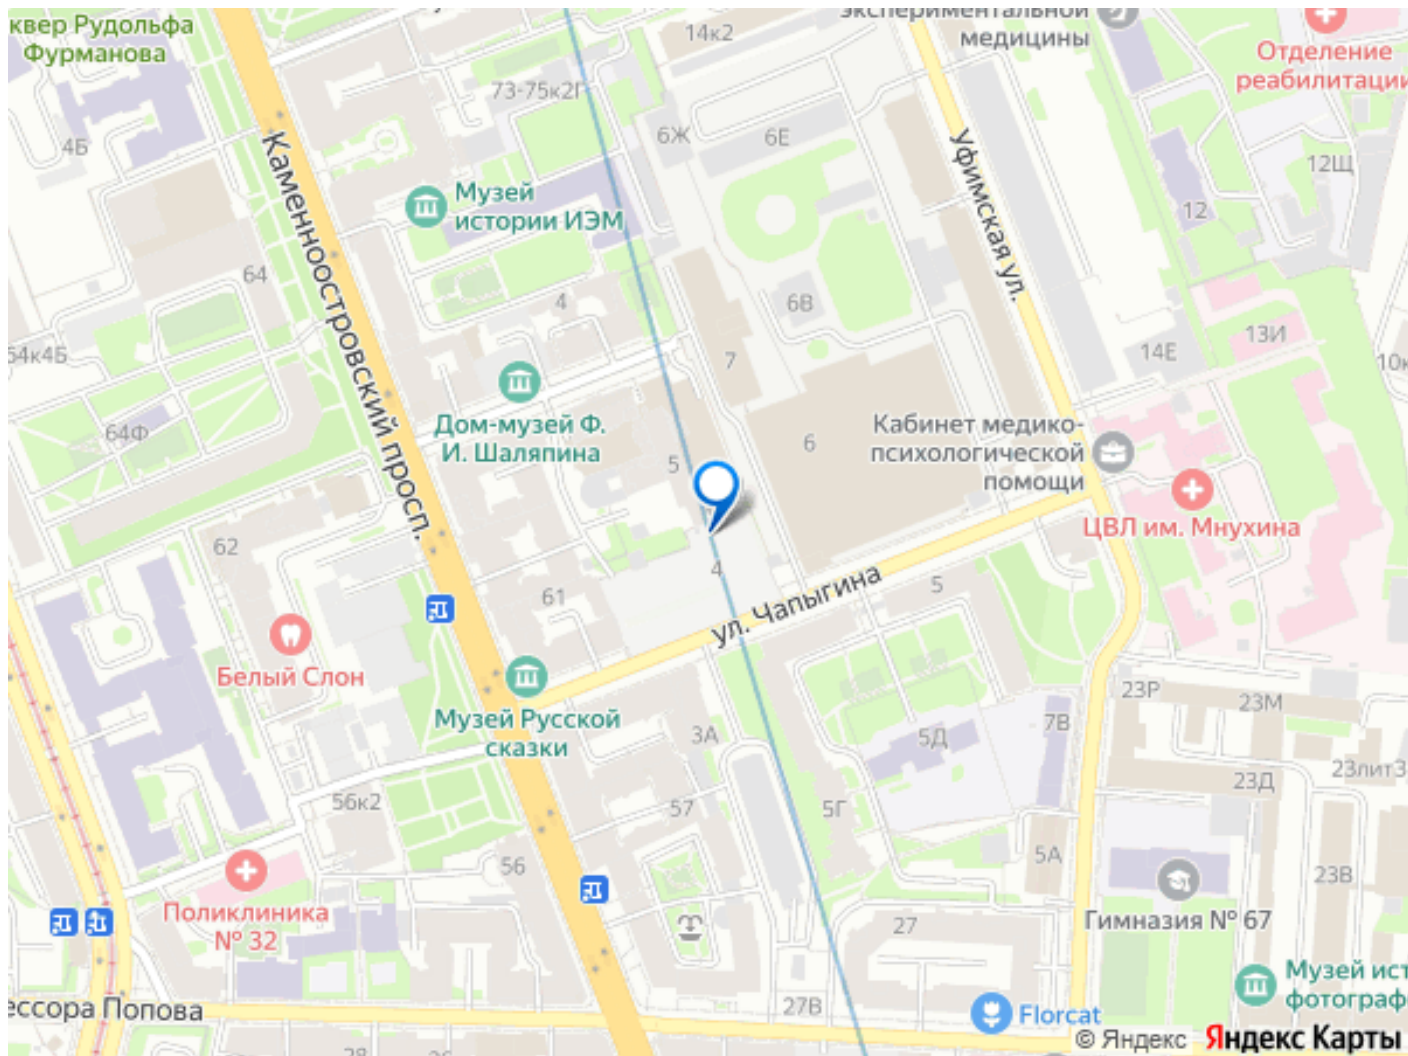 квер Рудольфа
Фурманова
экспериментальной
медицины
Отделение
реабилитации
14к2
73-75к2Г
4Б
6Ж
6Е
12Щ
12
Каменноостровский просп.
Уфимская ул.
Музей
истории ИЭМ
64
4
6В
13И
14Е
54к4Б
7
10к
Дом-музей Ф.
И. Шаляпина
64Ф
5
6
Кабинет медико-
психологической
помощи
ЦВЛ им. Мнухина
62
4
61
ул. Чапыгина
5
Белый Слон
Музей Русской
сказки
23Р
23М
3А
5Д
7В
23Д
23лит3
56к2
57
5Г
56
5А
23В
Поликлиника
№ 32
27
Гимназия № 67
Музей ист
фотограф
ессора Попова
27В
Florcat
28
26
© Яндекс
Яндекс Карты